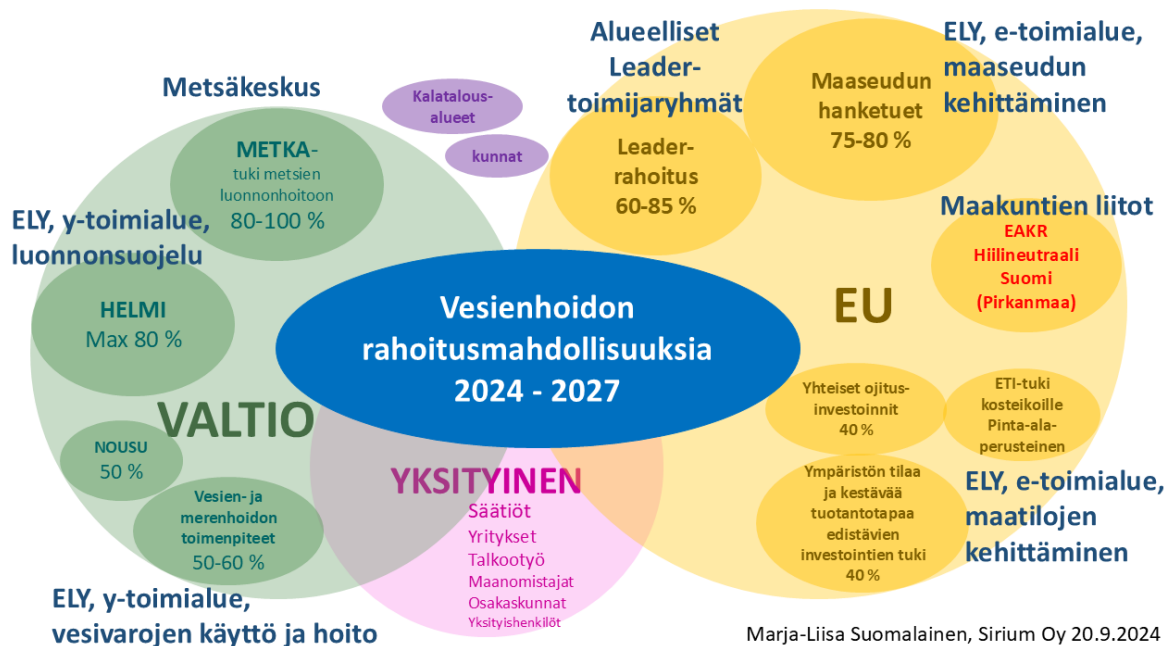 Metsäkeskus
METKA-
tuki metsien
luonnonhoitoon
80-100 %
ELY, y-toimialue,
luonnonsuojelu
HELMI
Max 80 %
VALTIO
NOUSU
50 %
Vesien- ja
merenhoidon
toimenpiteet
50-60 %
ELY, y-toimialue,
vesivarojen käyttö ja hoito
Kalatalous-
alueet
kunnat
Alueelliset
Leader-
toimijaryhmät
Leader-
rahoitus
60-85 %
Maaseudun
hanketuet
75-80 %
ELY, e-toimialue,
maaseudun
kehittäminen
Maakuntien liitot
EAKR
Hiilineutraali
Suomi
(Pirkanmaa)
Vesienhoidon
rahoitusmahdollisuuksia
2024 - 2027
EU
Yhteiset ojitus-
investoinnit
40 %
ETI-tuki
kosteikoille
Pinta-ala-
perusteinen
Ympäristön tilaa
ja kestävää
tuotantotapaa
edistävien
investointien tuki
40 %
ELY, e-toimialue,
maatilojen
kehittäminen
YKSITYINEN
Säätiöt
Yritykset
Talkootyö
Maanomistajat
Osakaskunnat
Yksityishenkilöt
Marja-Liisa Suomalainen, Sirium Oy 20.9.2024